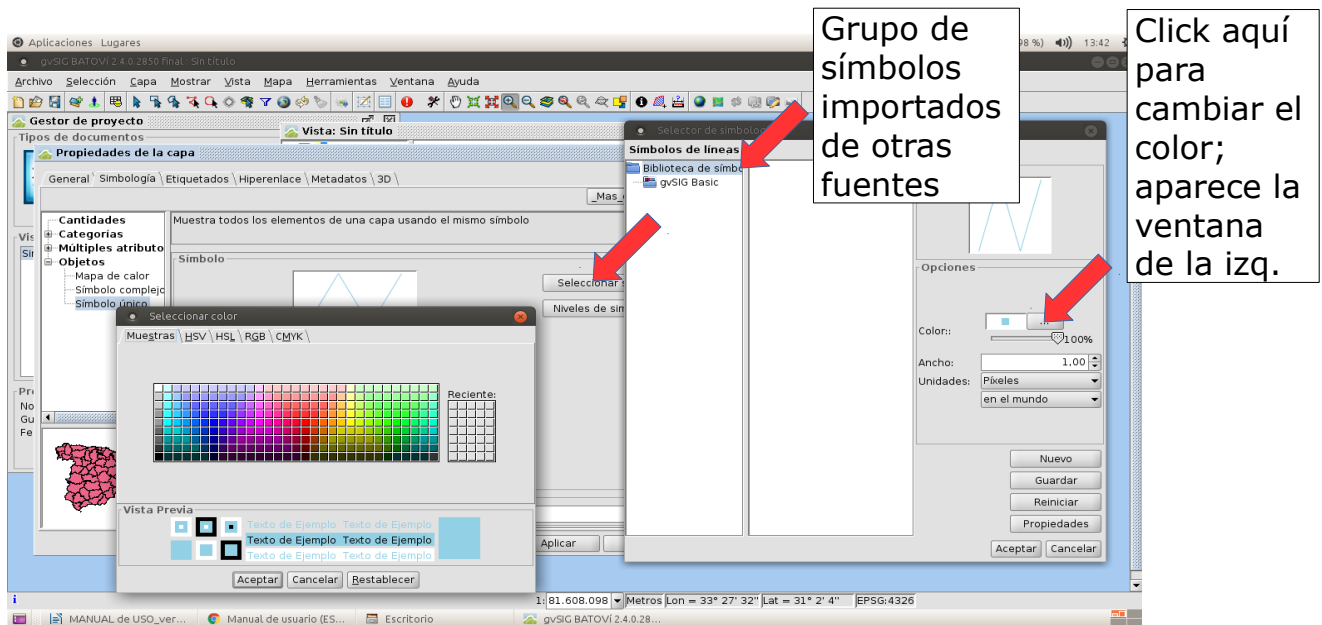 Grupo de
símbolos
importados
de otras
fuentes
Click aquí
para
cambiar el
color;
aparece la
ventana
de la izq.
Aplicaciones Lugares
98 %) 13:42
gvSIG BATOVÍ 2.4.0.2850 final: Sin título
Archivo Selección Capa Mostrar Vista Mapa Herramientas Ventana Ayuda
Gestor de proyecto
Tipos de documentos
Vista: Sin título
Propiedades de la capa
General Simbología Etiquetados Hiperenlace Metadatos 3D
Cantidades
Categorías
Múltiples atributo
Objetos
Mapa de calor
Símbolo complejo
Símbolo único
Muestra todos los elementos de una capa usando el mismo símbolo
Símbolo
Seleccionar
Niveles de sím
Aplicar
Seleccionar color
Muestras HSV HSL RGB CMYK
Reciente:
Vista Previa
Texto de Ejemplo Texto de Ejemplo
Texto de Ejemplo Texto de Ejemplo
Texto de Ejemplo Texto de Ejemplo
Aceptar Cancelar Restablecer
Selector de simbolo
Símbolos de líneas
Biblioteca de símbo
gvSIG Basic
Opciones
Color::
...
100%
Ancho: 1,00
Unidades: Píxeles
en el mundo
Nuevo
Guardar
Reiniciar
Propiedades
Aceptar Cancelar
1: 81.608.098 Metros Lon = 33° 27' 32" Lat = 31° 2' 4" EPSG:4326
MANUAL de USO_ver... Manual de usuario (ES... Escritorio gvSIG BATOVÍ 2.4.0.28...